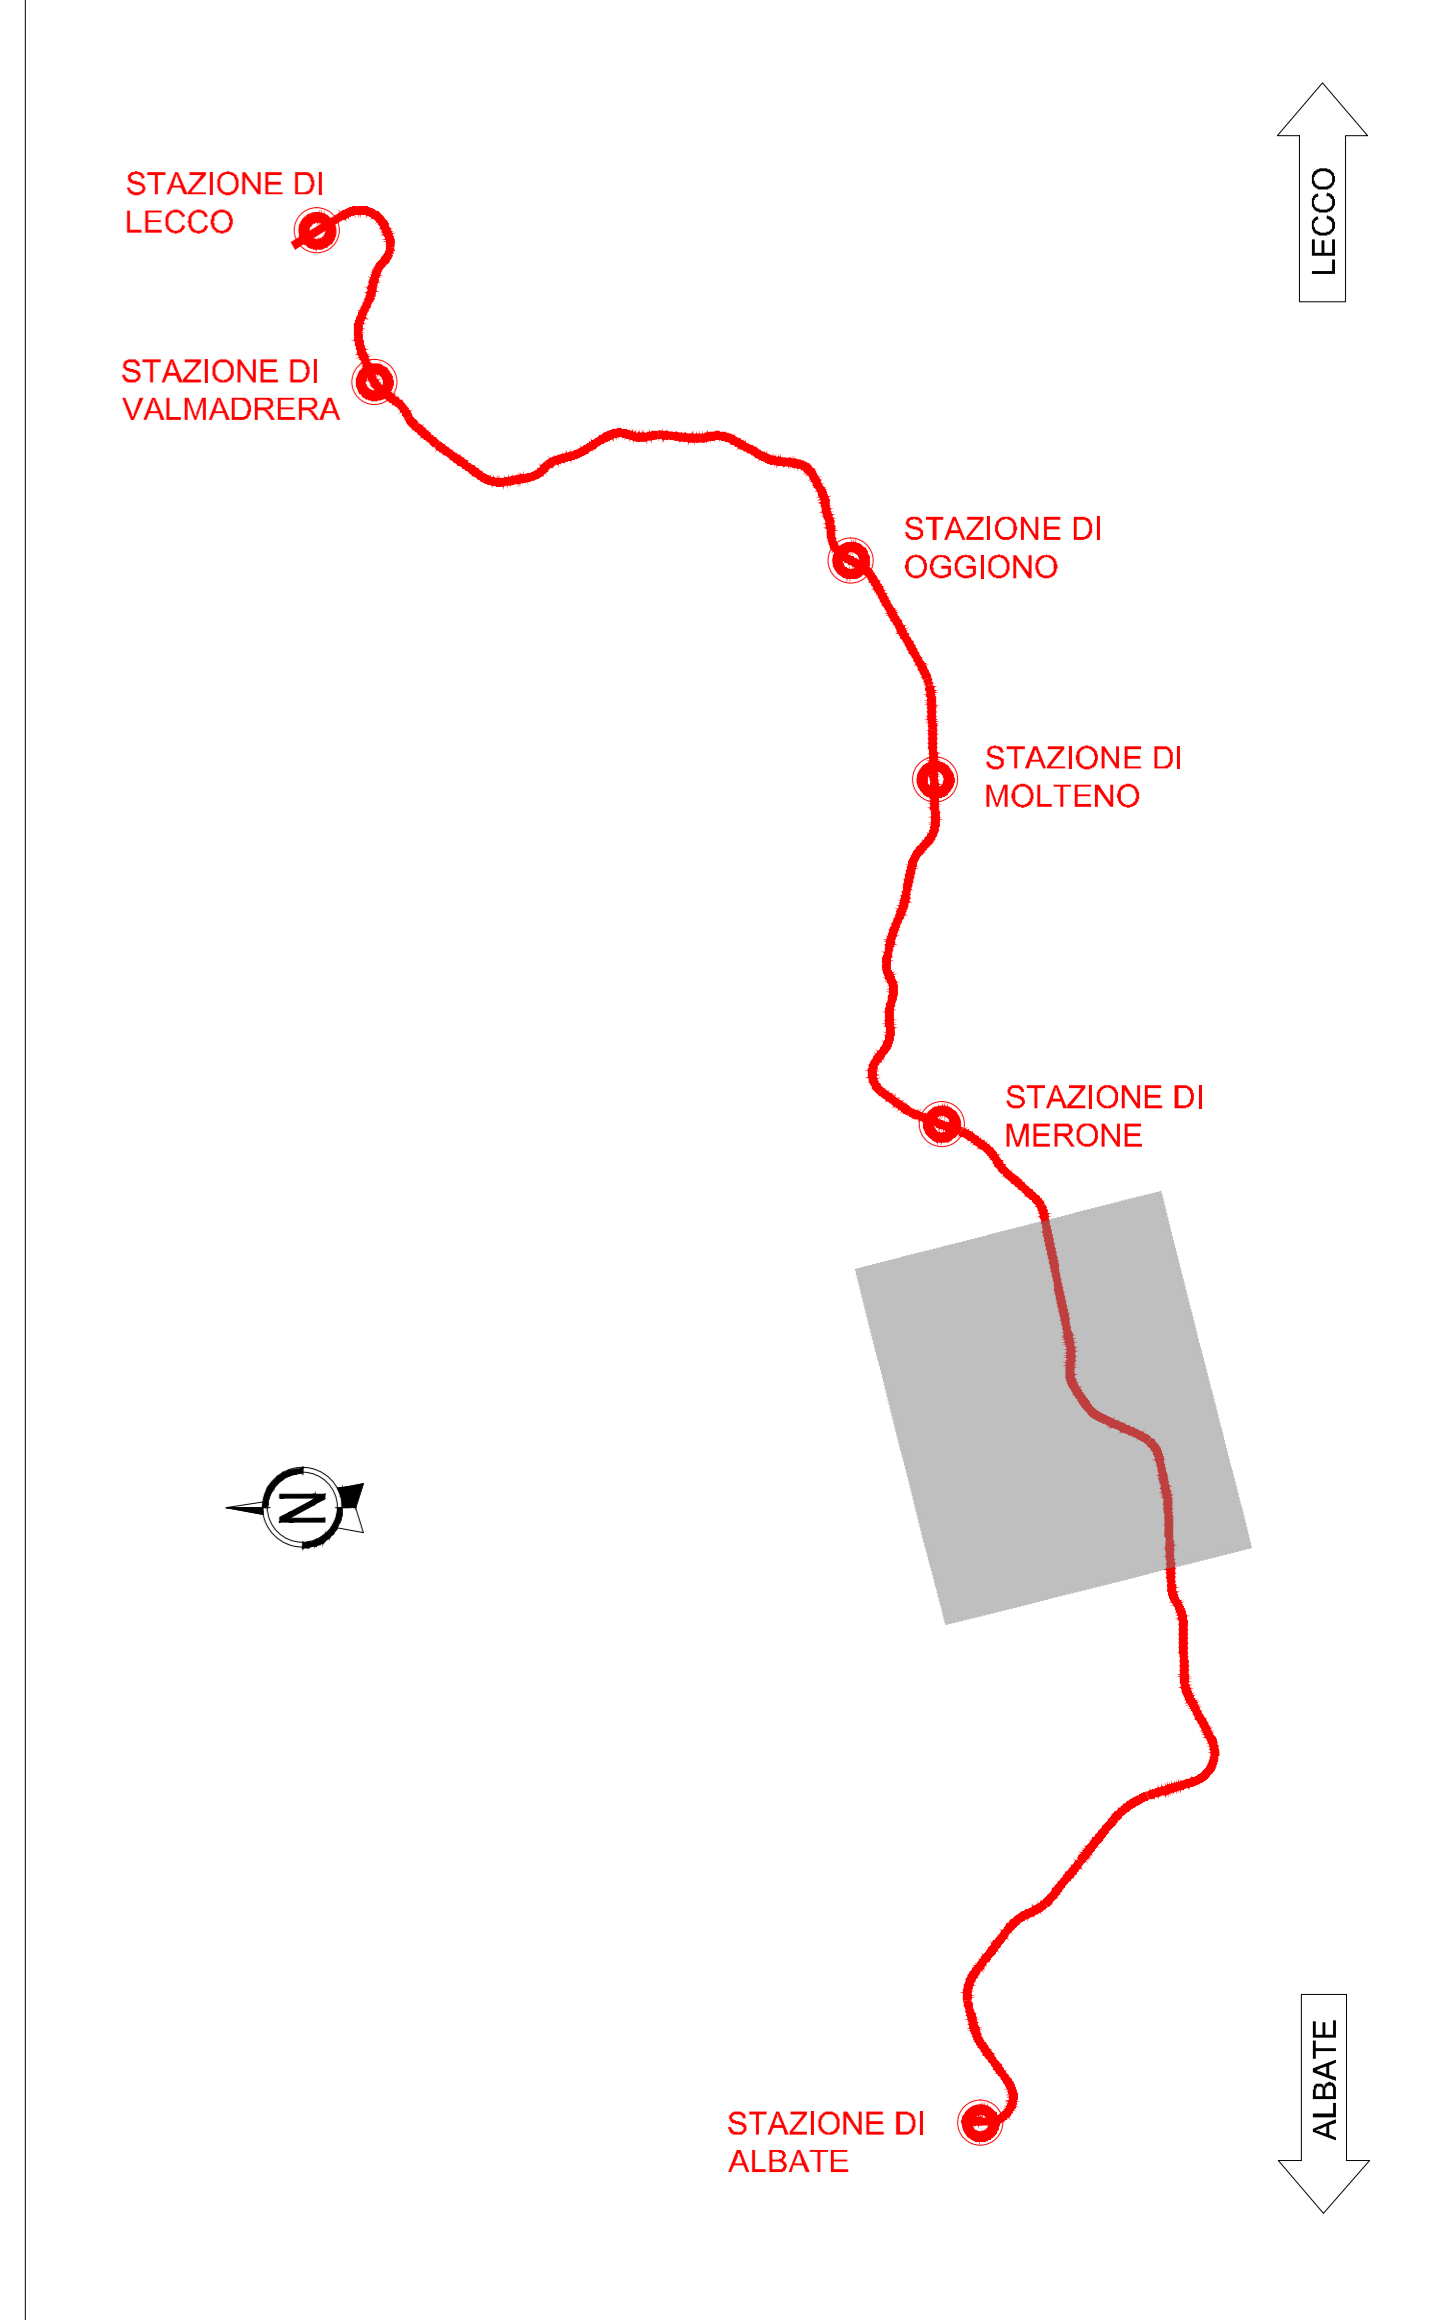 STAZIONE DI
LECCO
LECCO
STAZIONE DI
VALMADRERA
STAZIONE DI
OGGIONO
STAZIONE DI
MOLTENO
STAZIONE DI
MERONE
N
ALBATE
STAZIONE DI
ALBATE